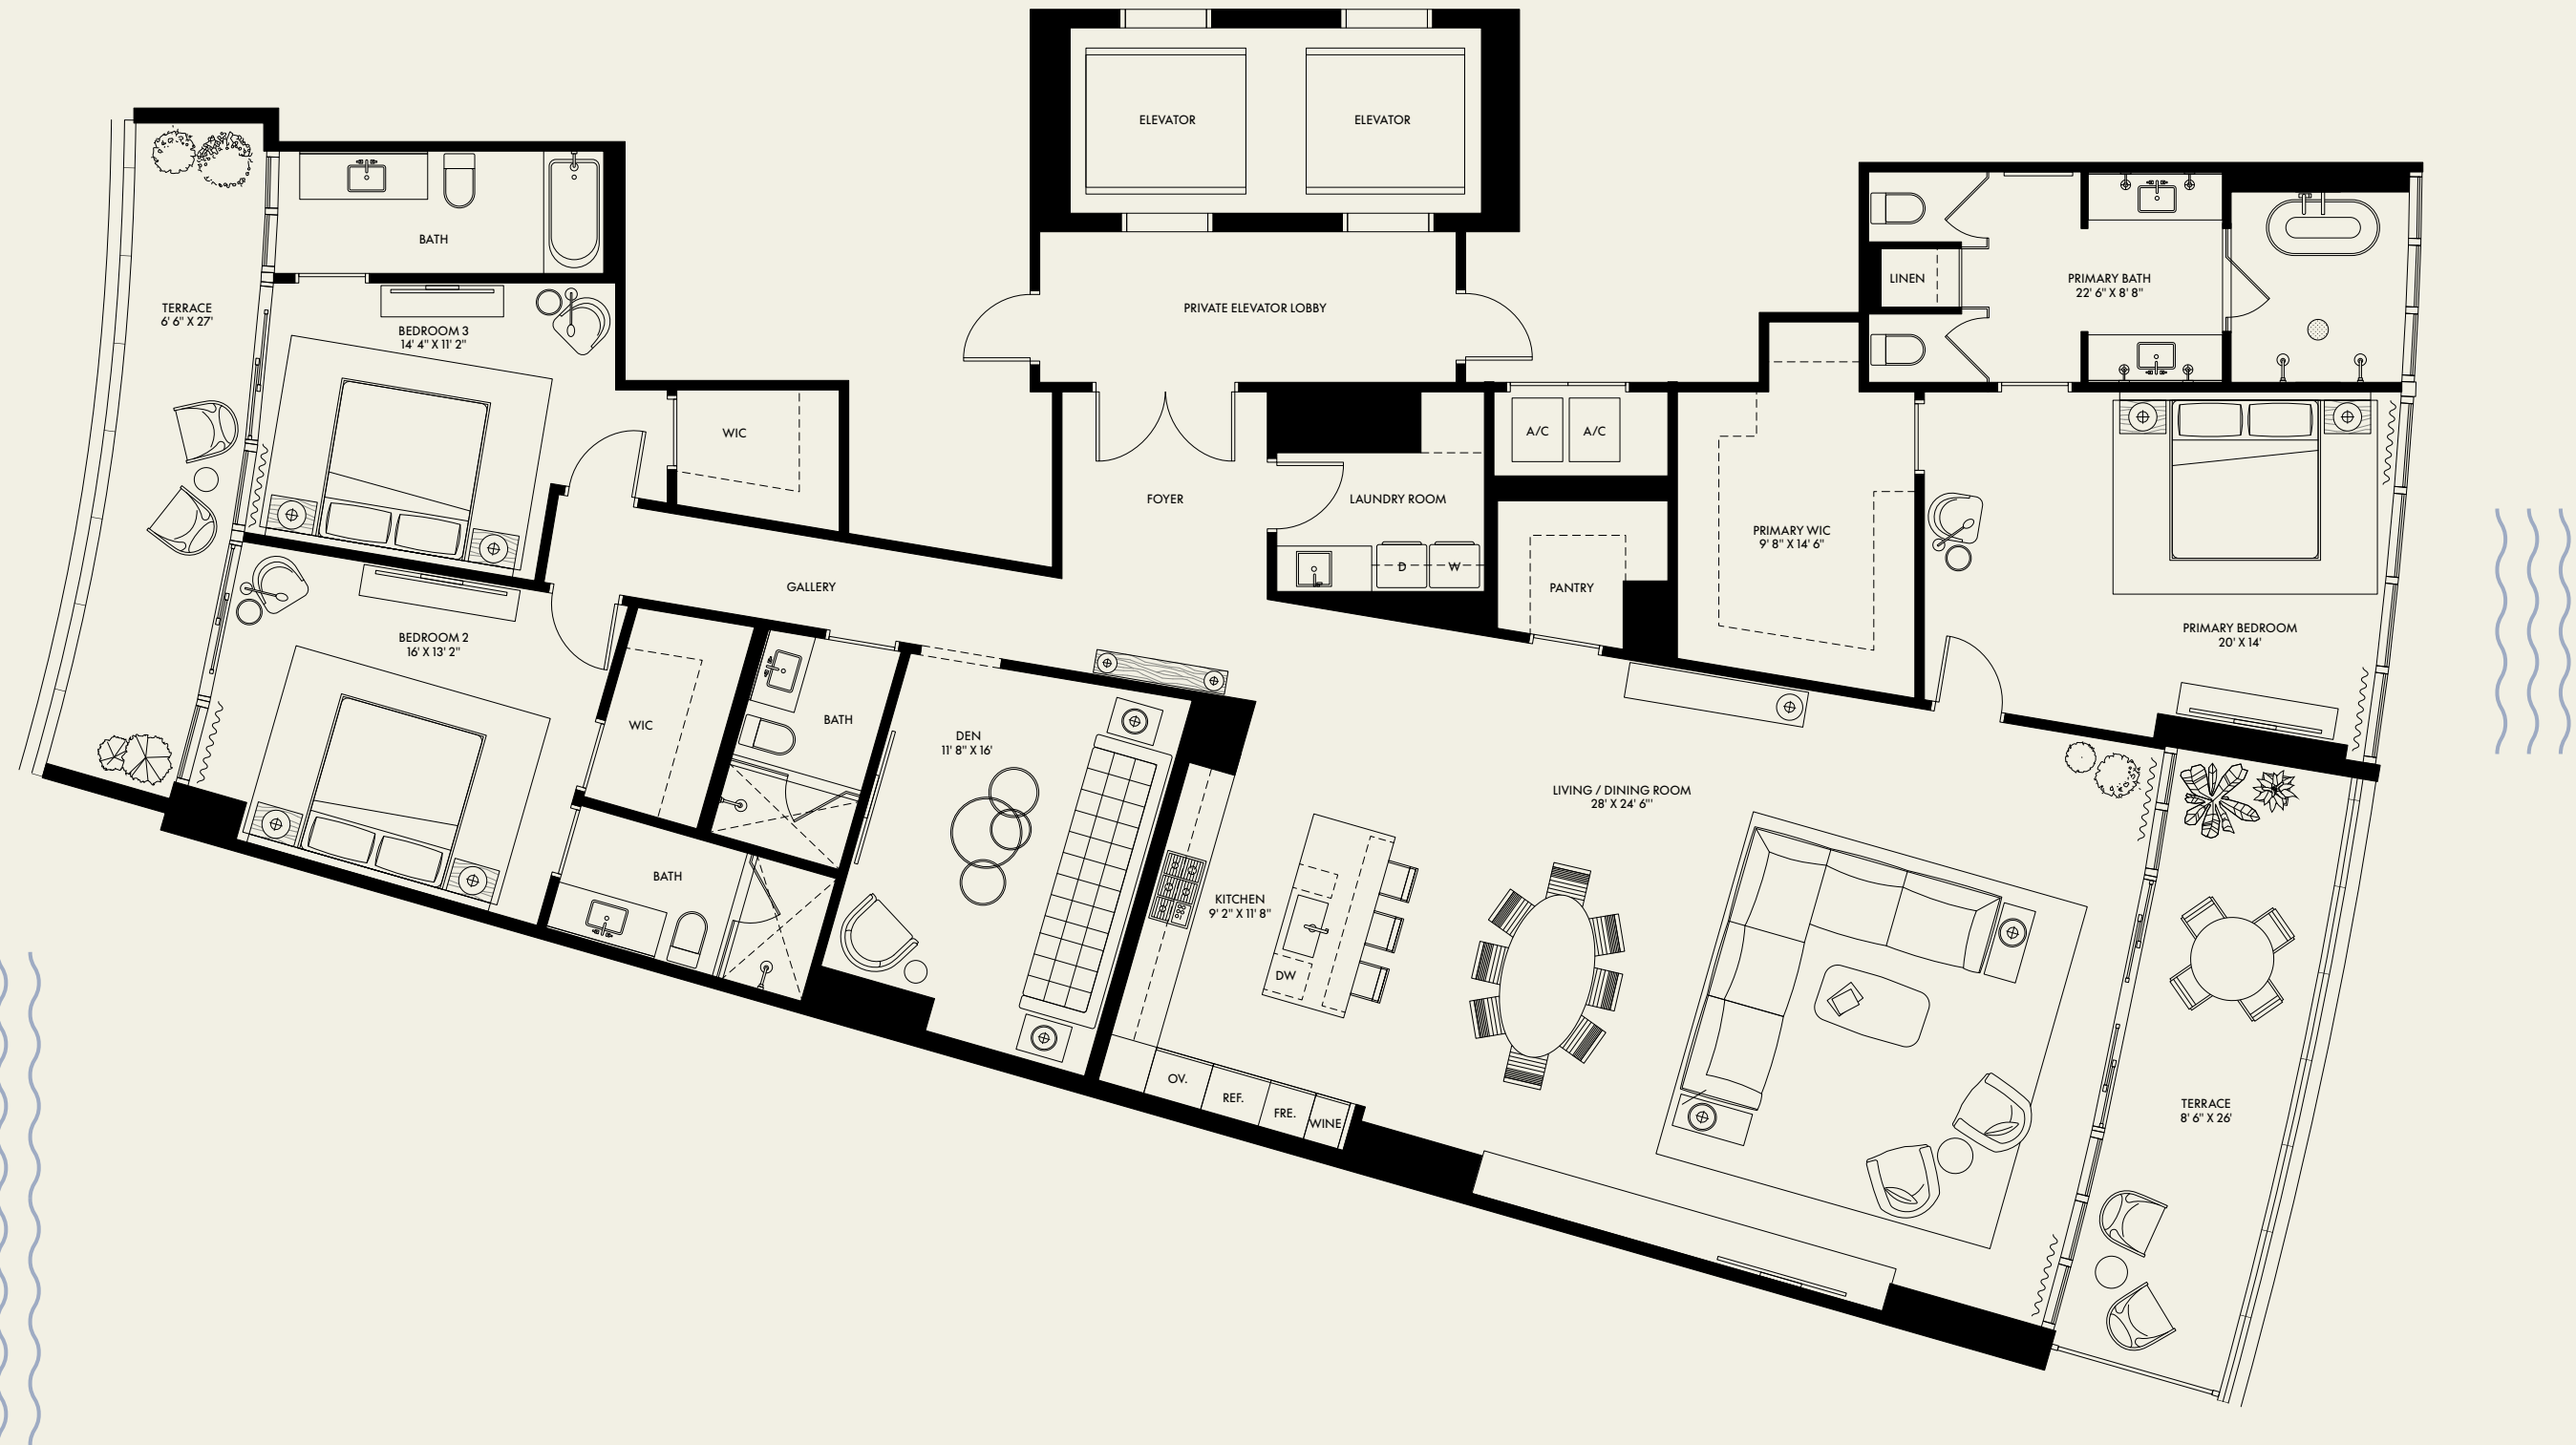 ELEVATOR
ELEVATOR
PRIVATE ELEVATOR LOBBY
BATH
TERRACE
6' 6" X 27'
BEDROOM 3
14' 4" X 11' 2"
WIC
FOYER
LAUNDRY ROOM
D
W
A/C
A/C
PANTRY
LINEN
PRIMARY BATH
22' 6" X 8' 8"
PRIMARY WIC
9' 8" X 14' 6"
PRIMARY BEDROOM
20' X 14'
GALLERY
BEDROOM 2
16' X 13' 2"
WIC
BATH
BATH
DEN
11' 8" X 16'
KITCHEN
9' 2" X 11' 8"
DW
OV.
REF.
FRE.
WINE
LIVING / DINING ROOM
28' X 24' 6"'
TERRACE
8' 6" X 26'